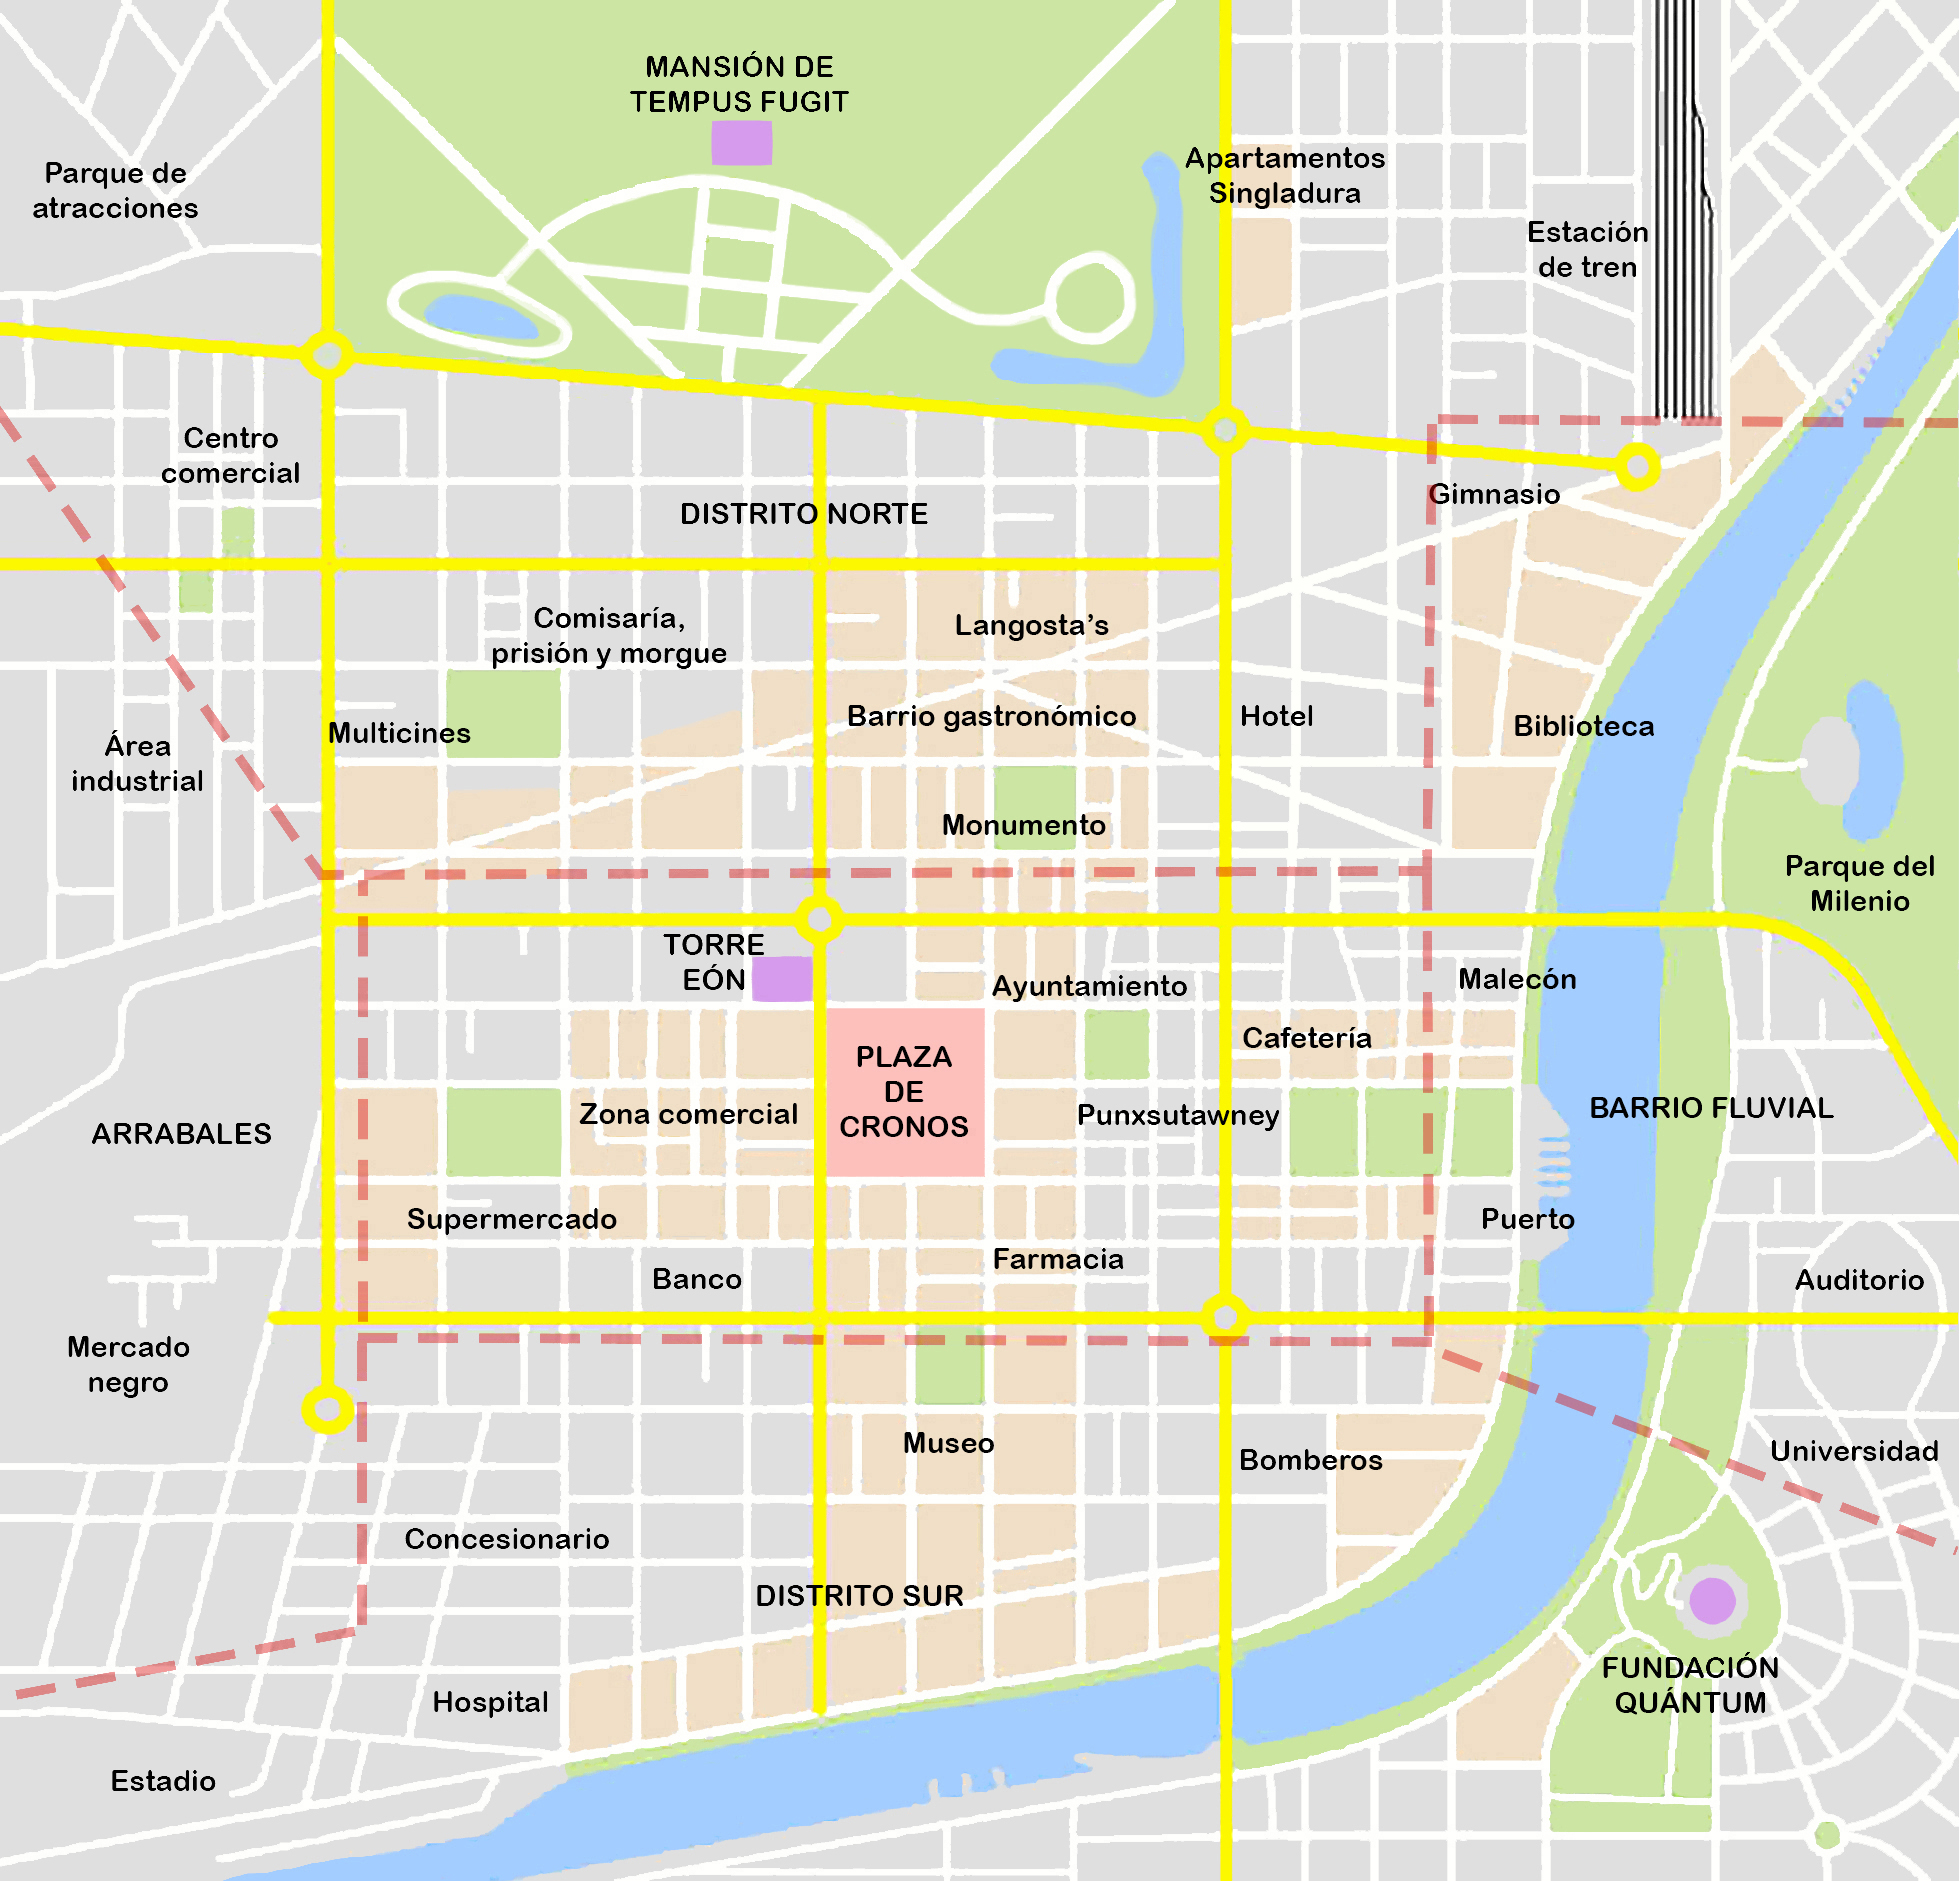 MANSIÓN DE
TEMPUS FUGIT
Parque de
atracciones
Apartamentos
Singladura
Estación
de tren
Centro
comercial
Gimnasio
DISTRITO NORTE
Comisaría,
prisión y morgue
Langosta’s
Multicines
Barrio gastronómico
Hotel
Biblioteca
Área
industrial
Monumento
Parque del
Milenio
TORRE
EÓN
Ayuntamiento
Malecón
Cafetería
PLAZA
DE
CRONOS
ARRABALES
Zona comercial
Punxsutawney
BARRIO FLUVIAL
Supermercado
Puerto
Banco
Farmacia
Auditorio
Mercado
negro
Museo
Bomberos
Universidad
Concesionario
DISTRITO SUR
FUNDACIÓN
QUÁNTUM
Hospital
Estadio